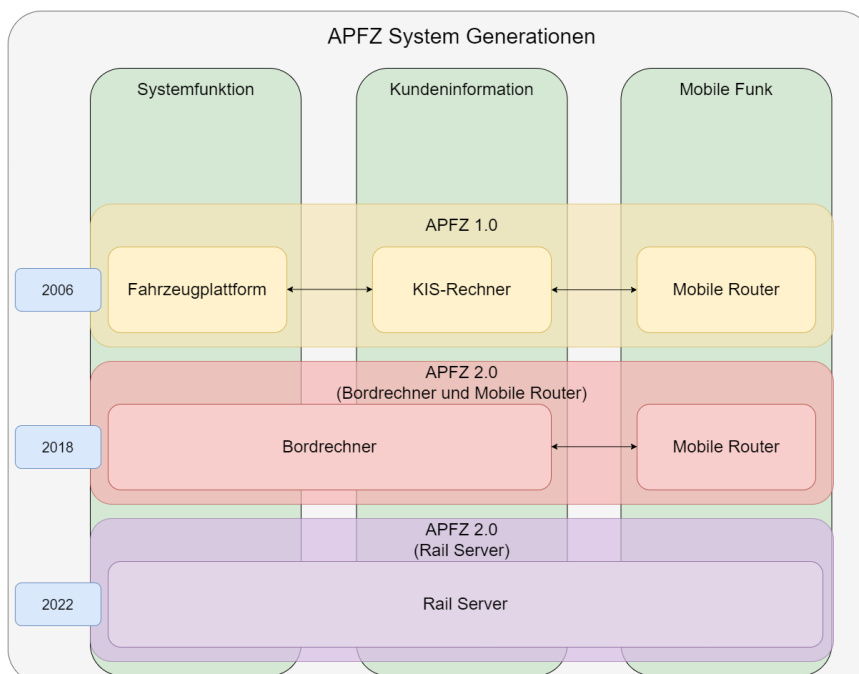 APFZ System Generationen
Systemfunktion
Kundeninformation
Mobile Funk
APFZ 1.0
2006
Fahrzeugplattform
KIS-Rechner
Mobile Router
APFZ 2.0
(Bordrechner und Mobile Router)
2018
Bordrechner
Mobile Router
APFZ 2.0
(Rail Server)
2022
Rail Server